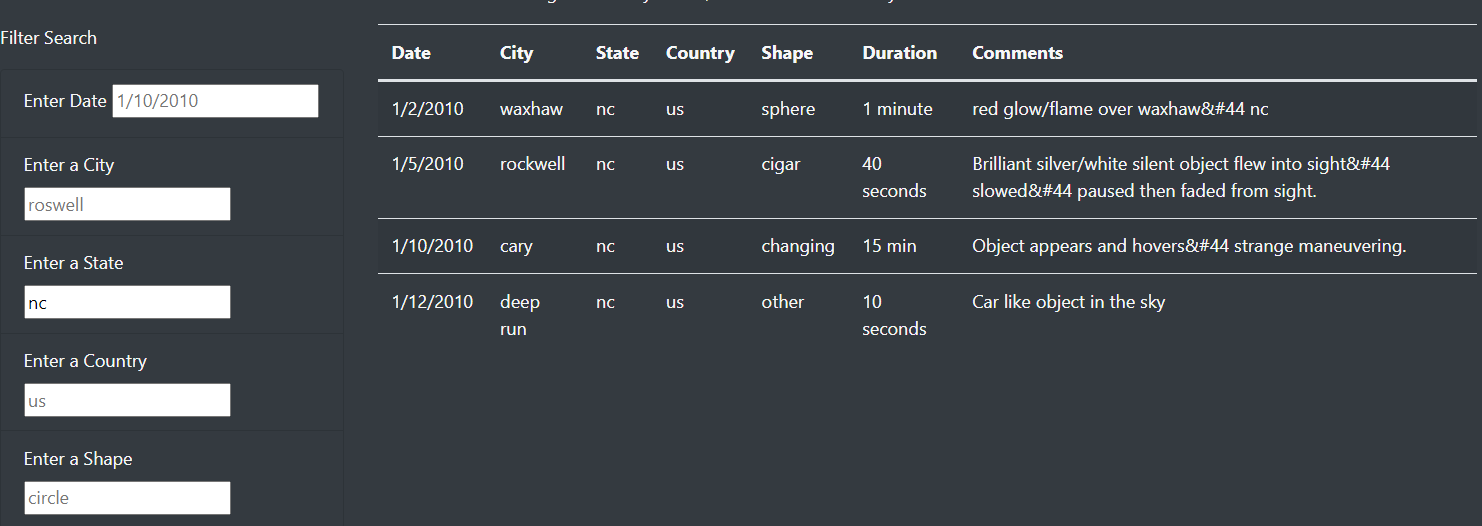 Filter Search
Enter Date 1/10/2010
Enter a City
roswell
Enter a State
nc
Enter a Country
us
Enter a Shape
circle
Date City State Country Shape Duration Comments
1/2/2010 waxhaw nc us sphere 1 minute red glow/flame over waxhaw&#44 nc
1/5/2010 rockwell nc us cigar 40 Brilliant silver/white silent object flew into sight&#44
seconds slowed&#44 paused then faded from sight.
1/10/2010 cary nc us changing 15 min Object appears and hovers&#44 strange maneuvering.
1/12/2010 deep nc us other 10 Car like object in the sky
run seconds